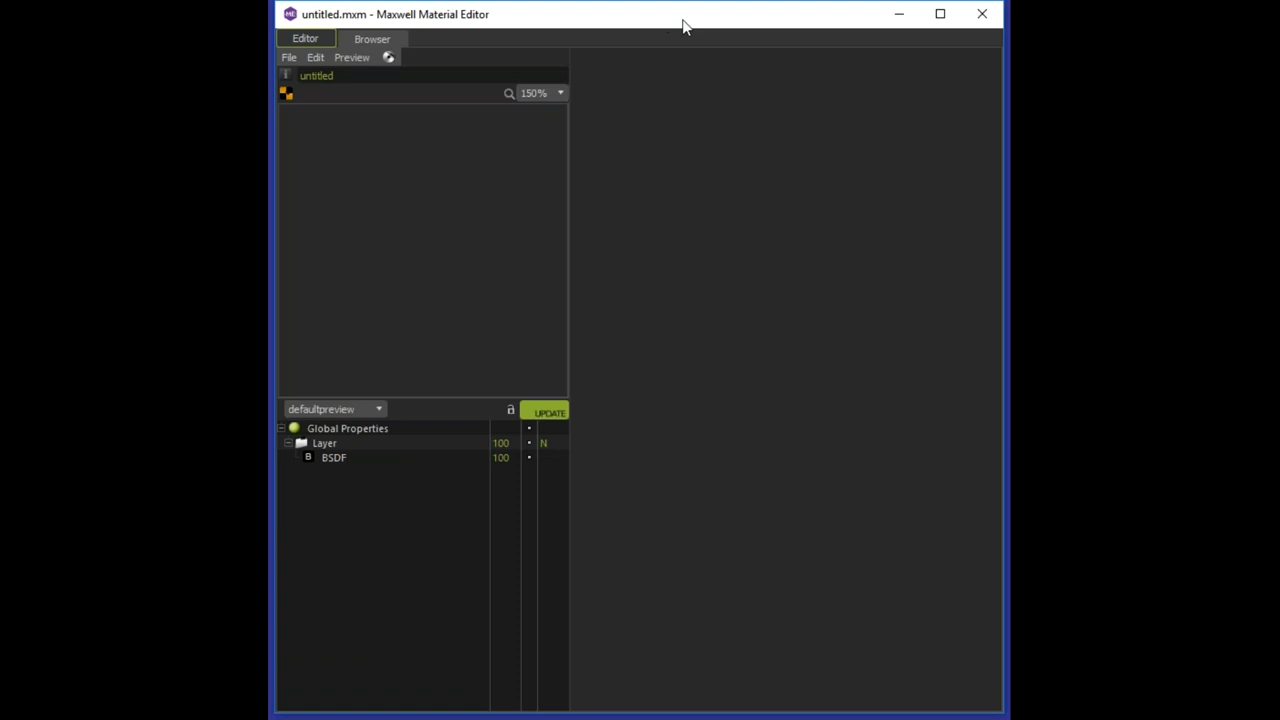 untitled.mxm - Maxwell Material Editor
Editor Browser
File Edit Preview
T untitled
150%
defaultpreview UPDATE
Global Properties
Layer 100 N
B BSDF 100